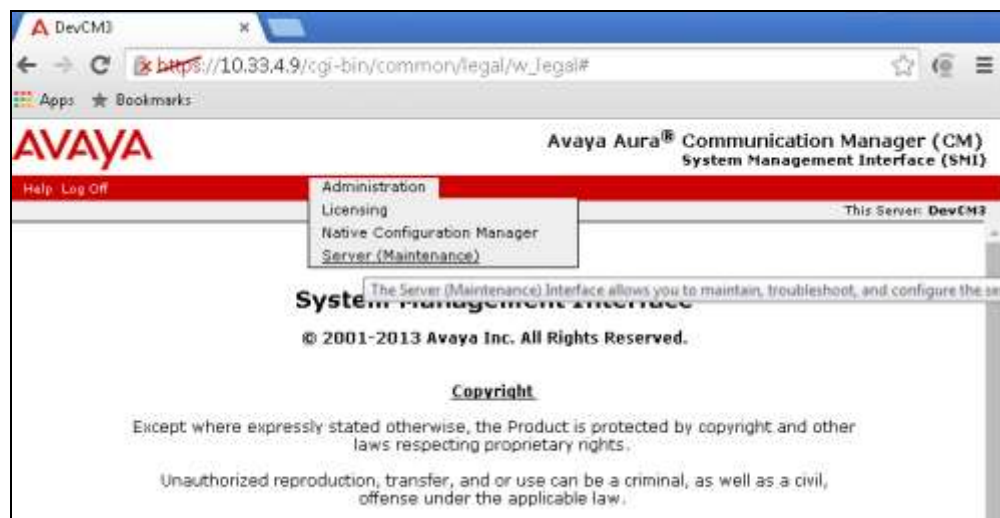 DevCM3
https://10.33.4.9/cgi-bin/common/legal/w_legal#
Apps Bookmarks
AVAYA
Avaya Aura® Communication Manager (CM)
System Management Interface (SMI)
Help Log Off
Administration
This Server: DevCM3
Licensing
Native Configuration Manager
Server (Maintenance)
The Server (Maintenance) Interface allows you to maintain, troubleshoot, and configure the se
System Management Interface
© 2001-2013 Avaya Inc. All Rights Reserved.
Copyright
Except where expressly stated otherwise, the Product is protected by copyright and other
laws respecting proprietary rights.
Unauthorized reproduction, transfer, and or use can be a criminal, as well as a civil,
offense under the applicable law.